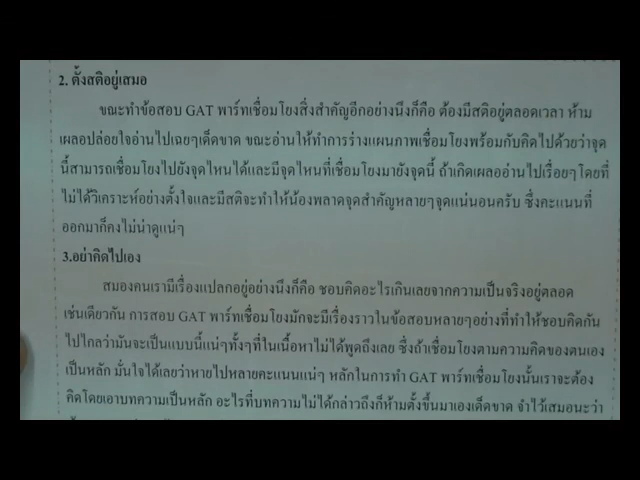 2. ตั้งสติอยู่เสมอ
ขณะทำข้อสอบ GAT พาร์ทเชื่อมโยงสิ่งสำคัญอีกอย่างนึงก็คือ ต้องมีสติอยู่ตลอดเวลา ห้าม
เผลอปล่อยใจอ่านไปเฉยๆเด็ดขาด ขณะอ่านให้ทำการร่างแผนภาพเชื่อมโยงพร้อมกับคิดไปด้วยว่าจุด
นี้สามารถเชื่อมโยงไปยังจุดไหนได้และมีจุดไหนที่เชื่อมโยงมายังจุดนี้ ถ้าเกิดเผลออ่านไปเรื่อยๆโดยที่
ไม่ได้วิเคราะห์อย่างตั้งใจและมีสติจะทำให้น้องพลาดจุดสำคัญหลายๆจุดแน่นอนครับ ซึ่งคะแนนที่
ออกมาก็คงไม่น่าดูแน่ๆ
3.อย่าคิดไปเอง
สมองคนเรามีเรื่องแปลกอยู่อย่างนึงก็คือ ชอบคิดอะไรเกินเลยจากความเป็นจริงอยู่ตลอด
เช่นเดียวกัน การสอบ GAT พาร์ทเชื่อมโยงมักจะมีเรื่องราวในข้อสอบหลายๆอย่างที่ทำให้ชอบคิดกัน
ไปไกลว่ามันจะเป็นแบบนี้แน่ๆทั้งๆที่ในเนื้อหาไม่ได้พูดถึงเลย ซึ่งถ้าเชื่อมโยงตามความคิดของตนเอง
เป็นหลัก มั่นใจได้เลยว่าหายไปหลายคะแนนแน่ๆ หลักในการทำ GAT พาร์ทเชื่อมโยงนั้นเราจะต้อง
คิดโดยเอาบทความเป็นหลัก อะไรที่บทความไม่ได้กล่าวถึงก็ห้ามตั้งขึ้นมาเองเด็ดขาด จำไว้เสมอนะว่า